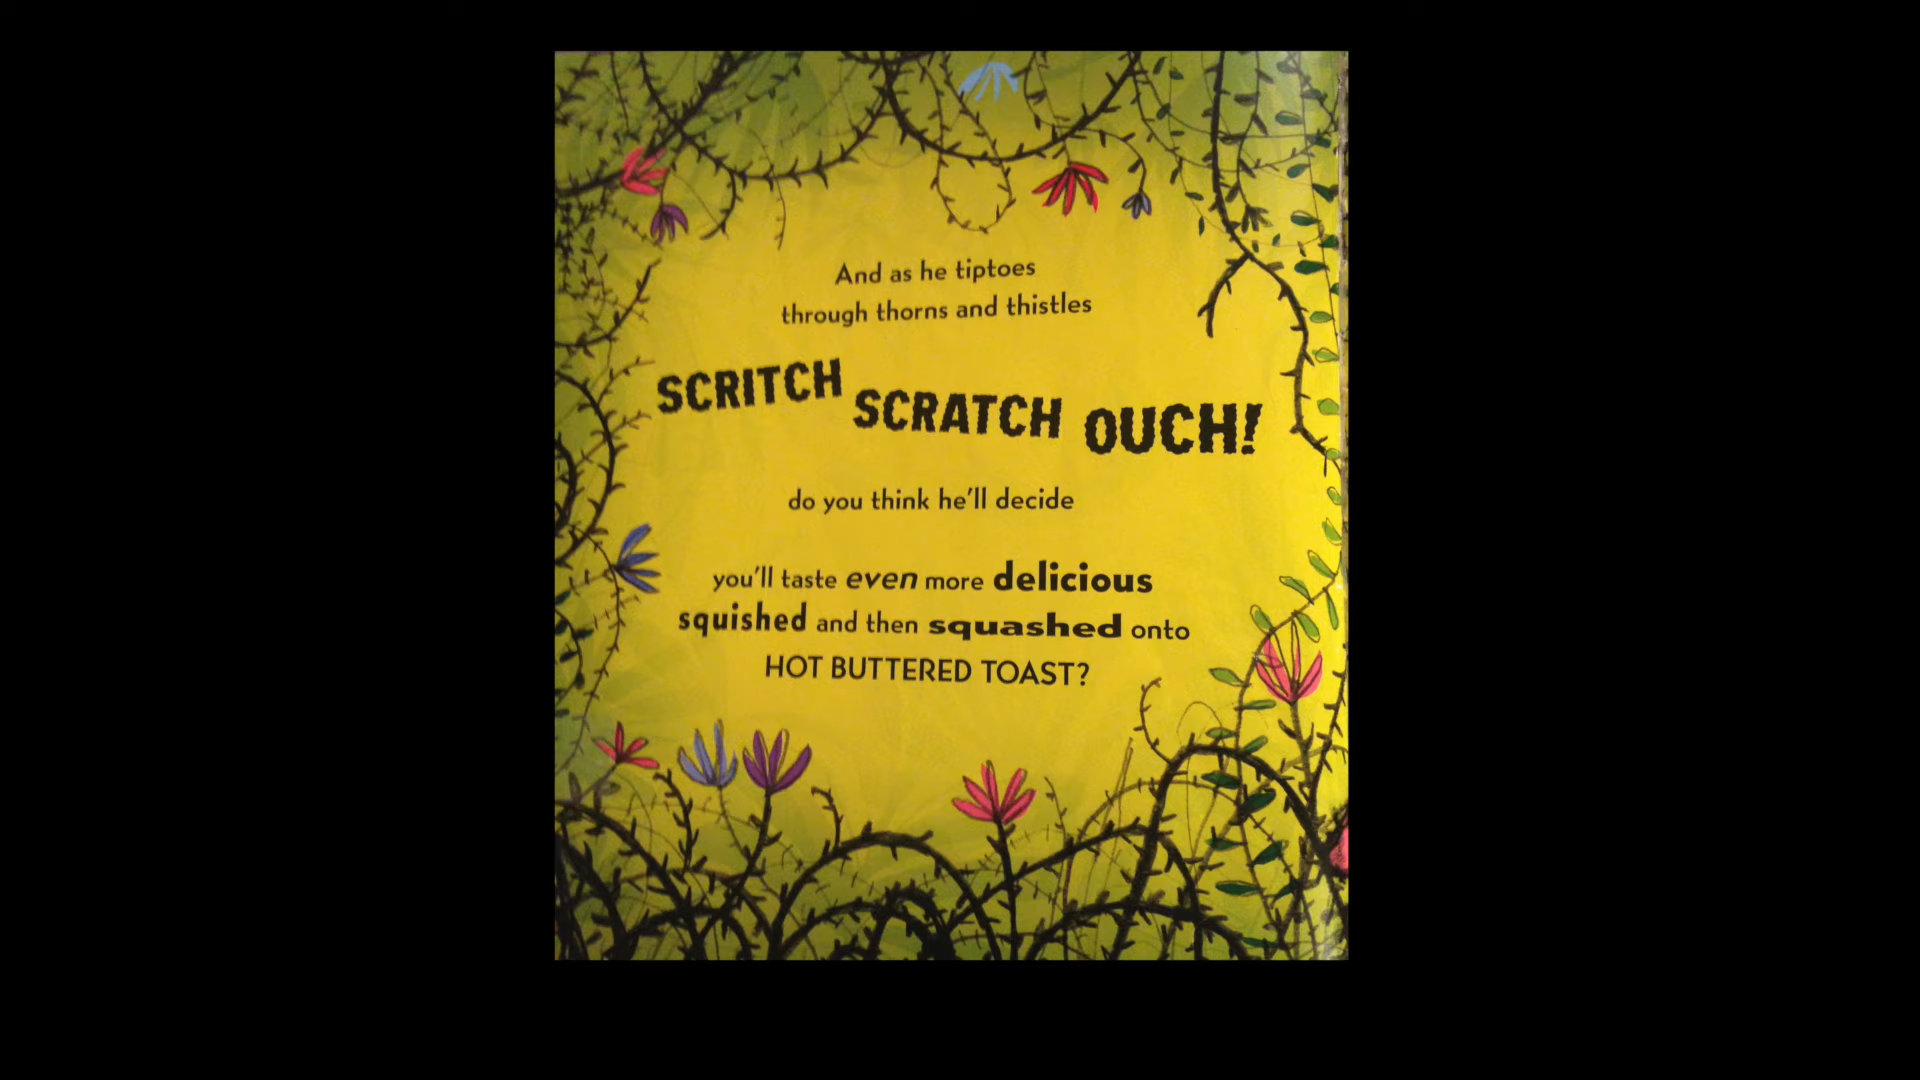 And as he tiptoes
through thorns and thistles
SCRITCH SCRATCH OUCH!
do you think he'll decide
you'll taste even more delicious
squished and then squashed onto
HOT BUTTERED TOAST?